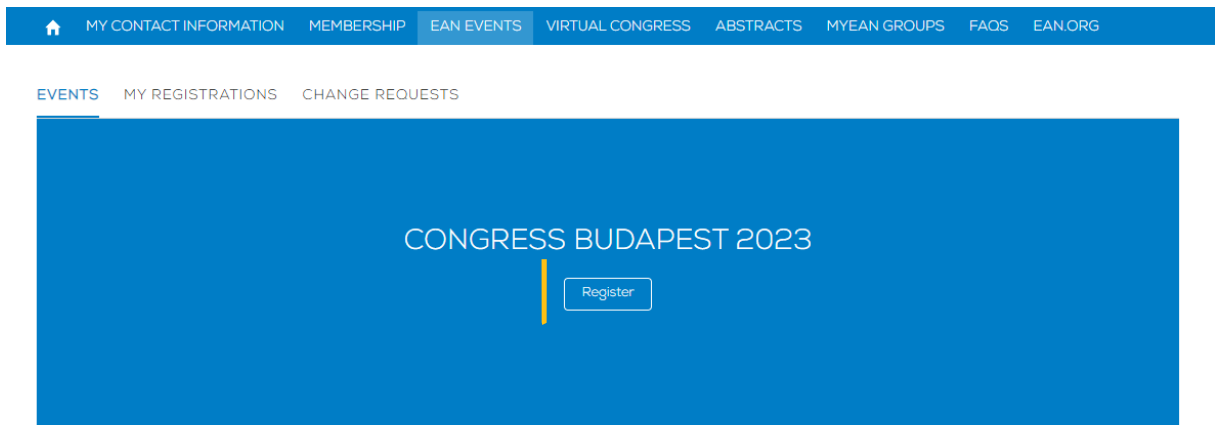 MY CONTACT INFORMATION MEMBERSHIP EAN EVENTS VIRTUAL CONGRESS ABSTRACTS MYEAN GROUPS FAQS EAN.ORG
EVENTS MY REGISTRATIONS CHANGE REQUESTS
CONGRESS BUDAPEST 2023
Register